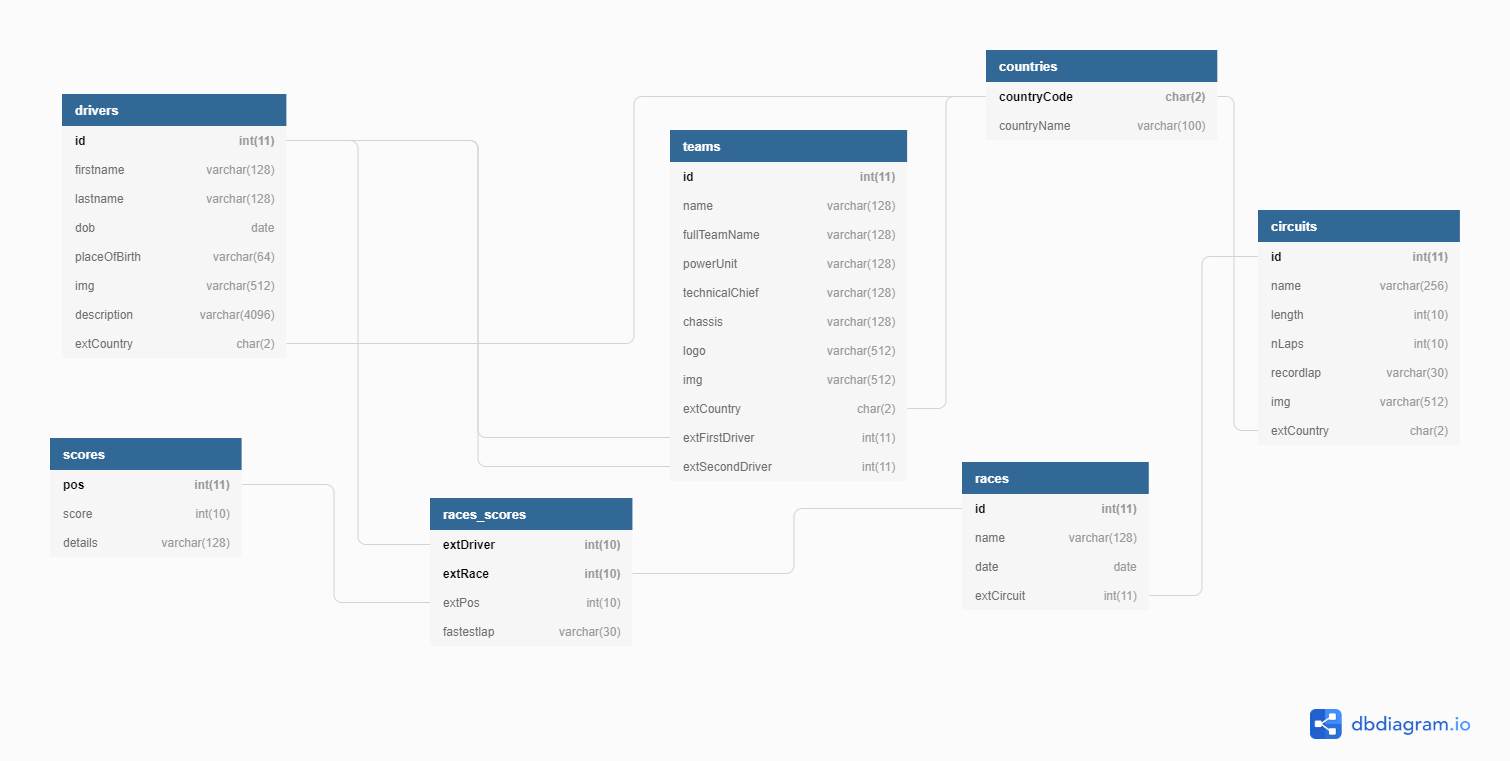 drivers
id int(11)
firstname varchar(128)
lastname varchar(128)
dob date
placeOfBirth varchar(64)
img varchar(512)
description varchar(4096)
extCountry char(2)
scores
pos int(11)
score int(10)
details varchar(128)
races_scores
extDriver int(10)
extRace int(10)
extPos int(10)
fastestlap varchar(30)
teams
id int(11)
name varchar(128)
fullTeamName varchar(128)
powerUnit varchar(128)
technicalChief varchar(128)
chassis varchar(128)
logo varchar(512)
img varchar(512)
extCountry char(2)
extFirstDriver int(11)
extSecondDriver int(11)
countries
countryCode char(2)
countryName varchar(100)
races
id int(11)
name varchar(128)
date date
extCircuit int(11)
circuits
id int(11)
name varchar(256)
length int(10)
nLaps int(10)
recordlap varchar(30)
img varchar(512)
extCountry char(2)
dbdiagram.io